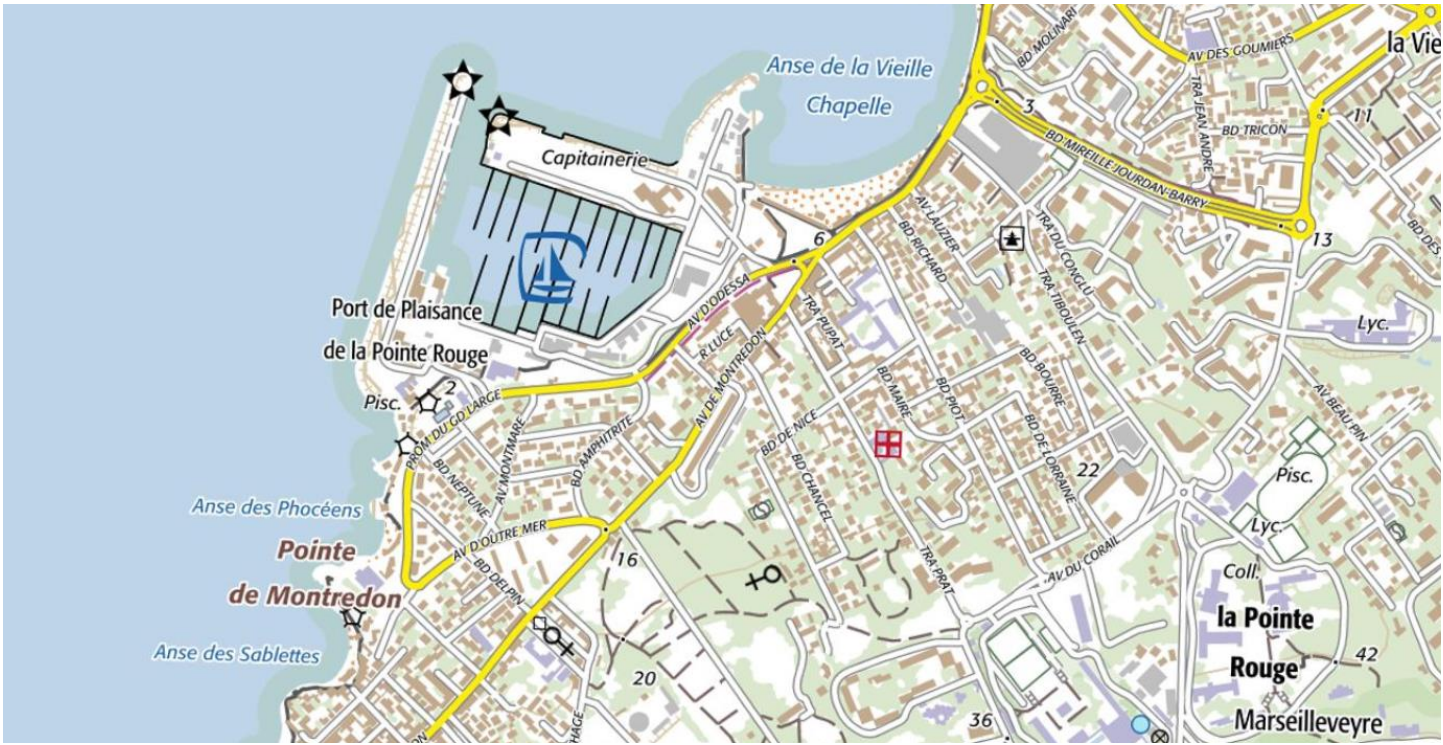 BD MOLINARI
AV DES GOUMIERS
la Vie
Anse de la Vieille
Chapelle
TRA JEAN ANDRE
3
11
BD TRICON
Capitainerie
BD MIREILLE-JOURDAN-BARRY
AV LAUZIER
BD RICHARD
TRA DU CONGLU
BD DES
6
13
AV D'ODESSA
TRA TIBOULEN
Port de Plaisance
de la Pointe Rouge
R LUCE
TRA PUPAT
Lyc.
AV DE MONTREDON
BD MAIRE
BD PIOT
BD BOURRE
2
Pisc.
PROM DU GD LARGE
AV BEAU PIN
AV MONTMARE
BD AMPHITRITE
BD DE NICE
BD DE LORRAINE
22
BD NEPTUNE
BD CHANCEL
Pisc.
Anse des Phocéens
Lyc.
AV D'OUTRE MER
Pointe
de Montredon
16
TRA PRAT
AV DU CORAIL
Coll.
BD DELPIN
la Pointe
Rouge
Anse des Sablettes
20
42
36
Marseilleveyre